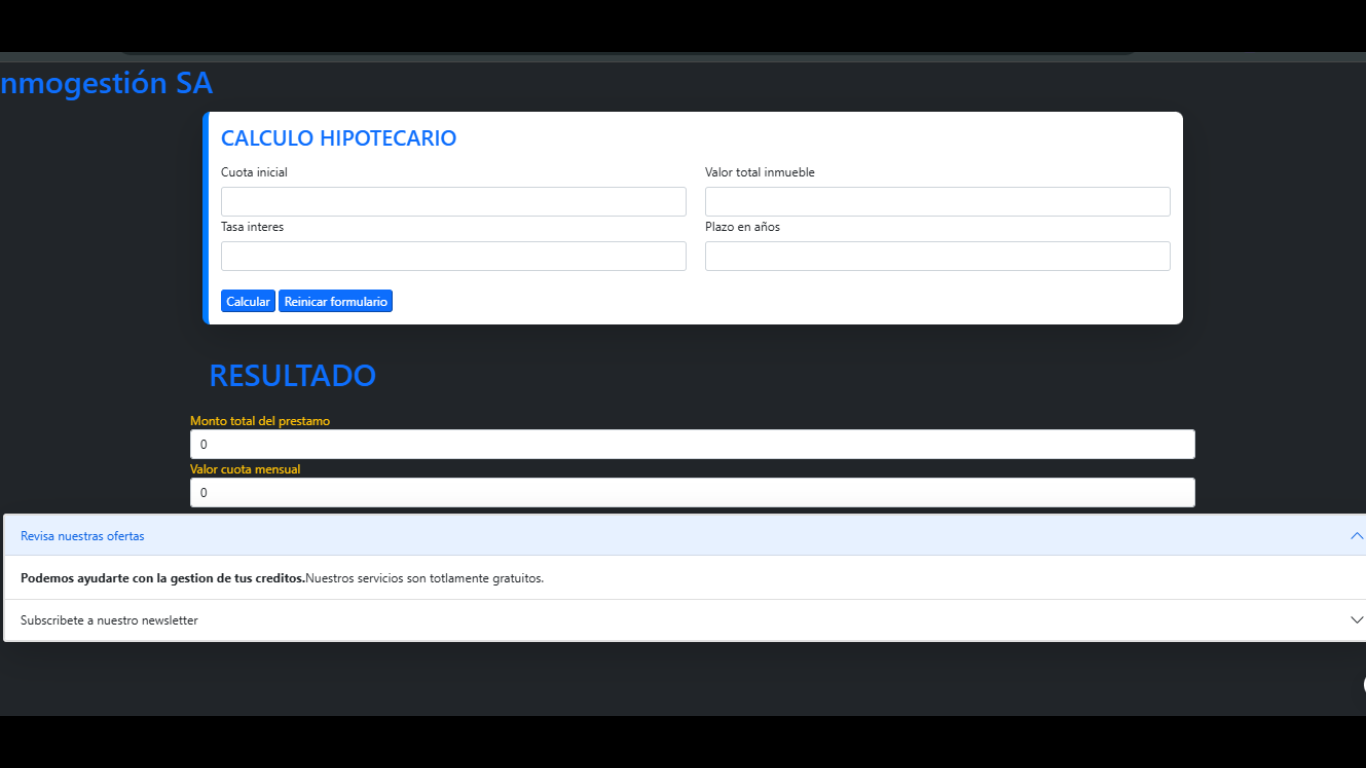 nmogestión SA
CALCULO HIPOTECARIO
Cuota inicial
Valor total inmueble
Tasa interes
Plazo en años
Calcular
Reinicar formulario
RESULTADO
Monto total del prestamo
0
Valor cuota mensual
0
Revisa nuestras ofertas
Podemos ayudarte con la gestion de tus creditos.Nuestros servicios son totlamente gratuitos.
Subscribete a nuestro newsletter